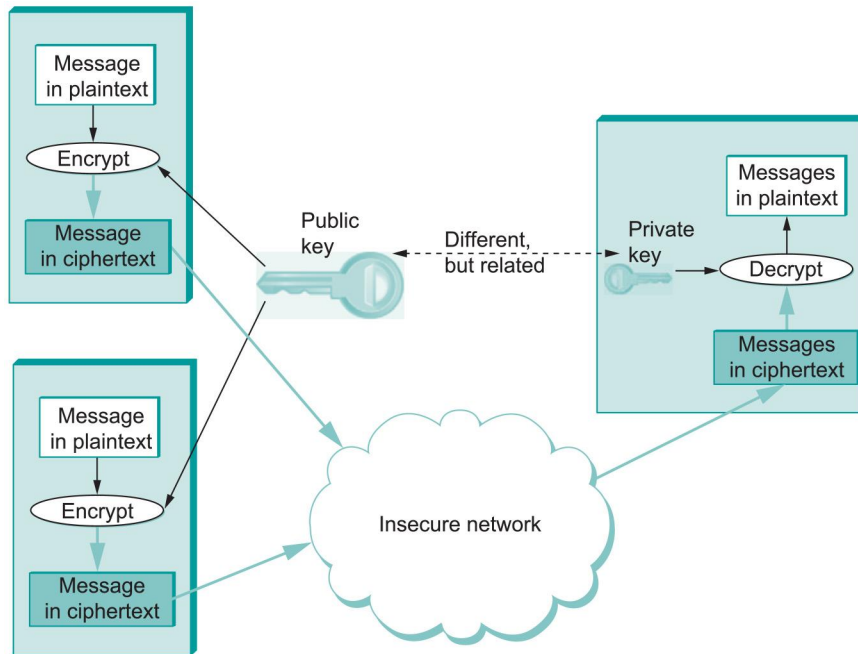 Message
in plaintext
Encrypt
Message
in ciphertext
Public
key
Different,
but related
Private
key
Messages
in plaintext
Decrypt
Messages
in ciphertext
Message
in plaintext
Encrypt
Message
in ciphertext
Insecure network